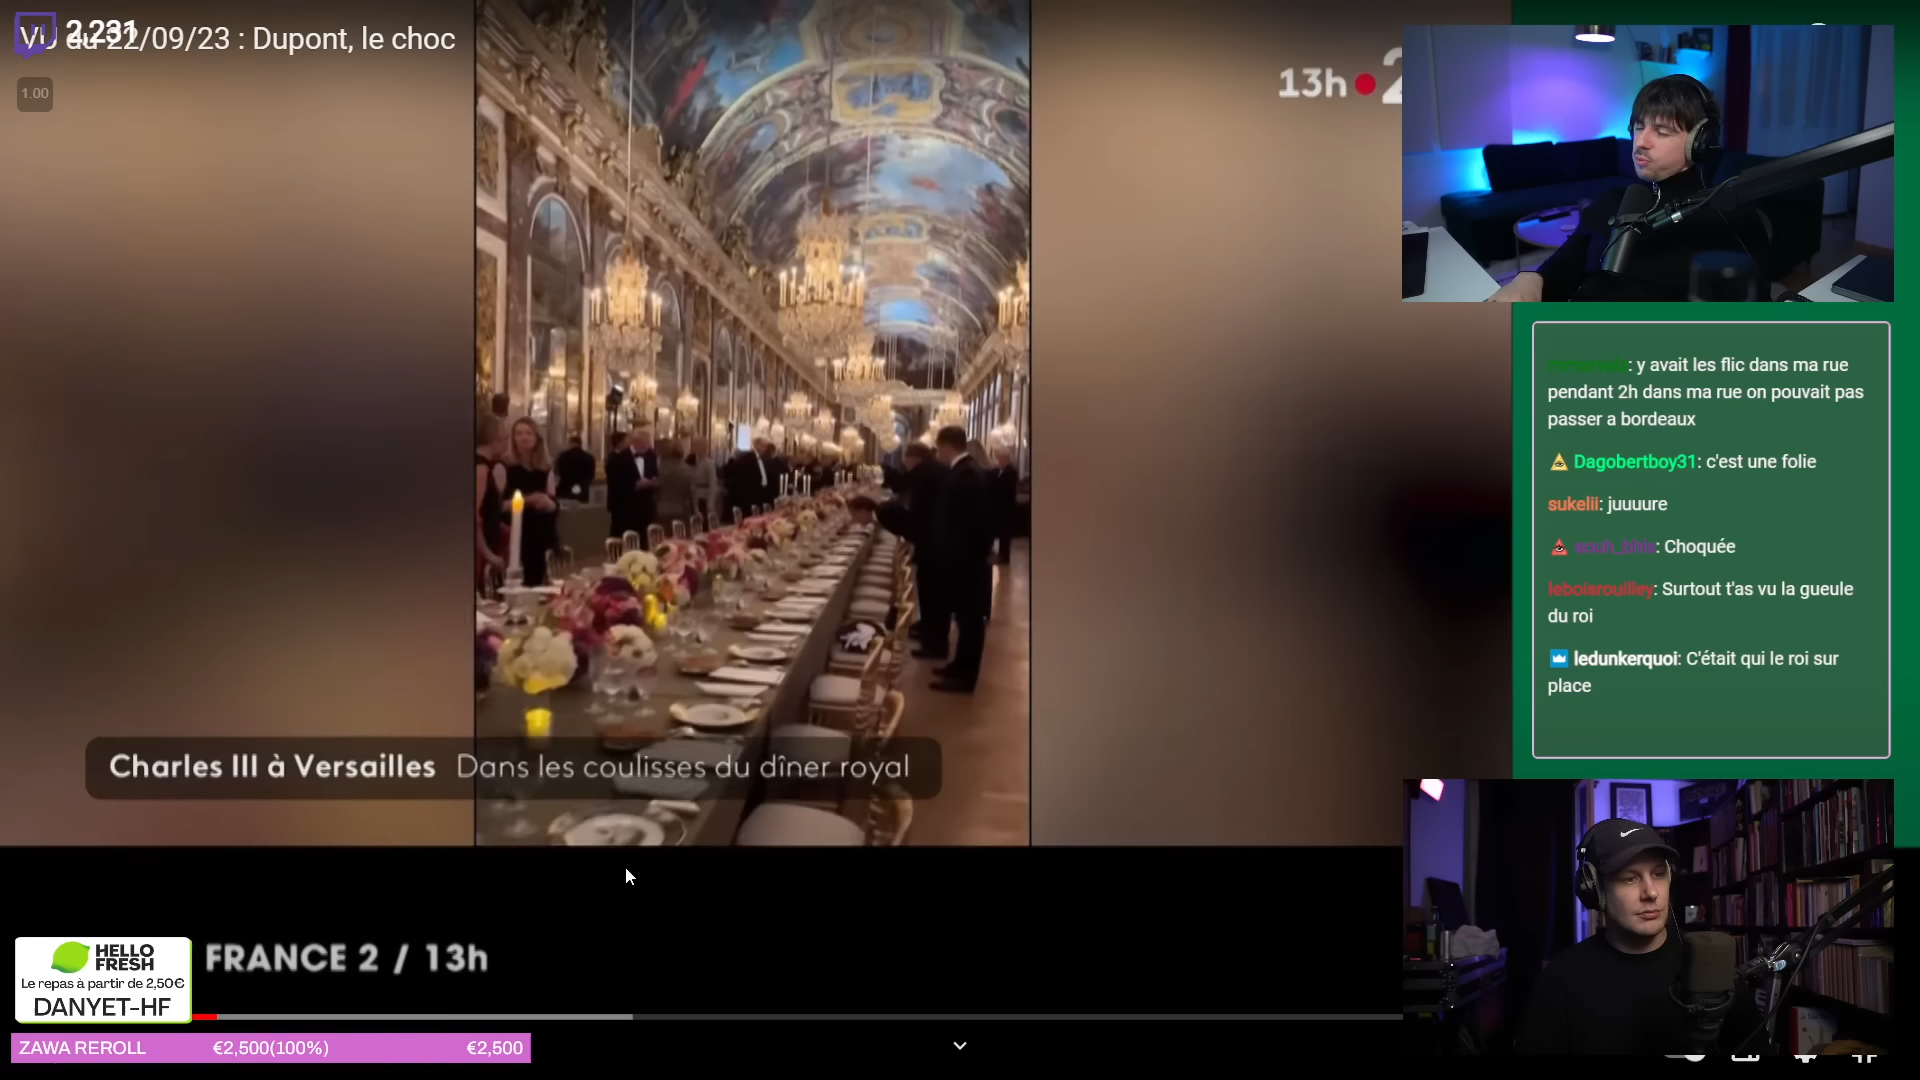 VU du 22/09/23 : Dupont, le choc
2,231
1.00
13h 2
: y avait les flic dans ma rue
pendant 2h dans ma rue on pouvait pas
passer a bordeaux
Dagobertboy31: c'est une folie
sukelii: juuuure
: Choquée
leboisrouilley: Surtout t'as vu la gueule
du roi
ledunkerquoi: C'était qui le roi sur
place
Charles III à Versailles Dans les coulisses du dîner royal
HELLO
FRESH
Le repas à partir de 2,50€
DANYET-HF
FRANCE 2 / 13h
ZAWA REROLL €2,500(100%) €2,500